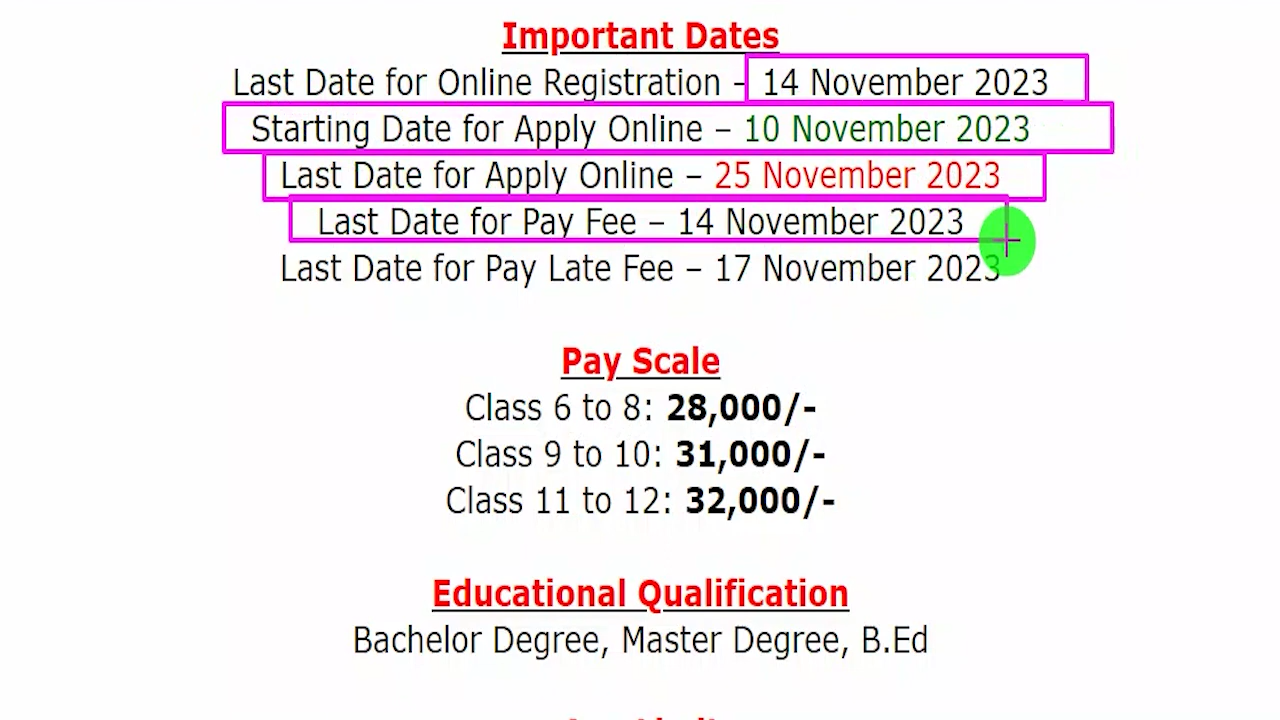 Important Dates
Last Date for Online Registration – 14 November 2023
Starting Date for Apply Online – 10 November 2023
Last Date for Apply Online – 25 November 2023
Last Date for Pay Fee – 14 November 2023
Last Date for Pay Late Fee – 17 November 2023
Pay Scale
Class 6 to 8: 28,000/-
Class 9 to 10: 31,000/-
Class 11 to 12: 32,000/-
Educational Qualification
Bachelor Degree, Master Degree, B.Ed